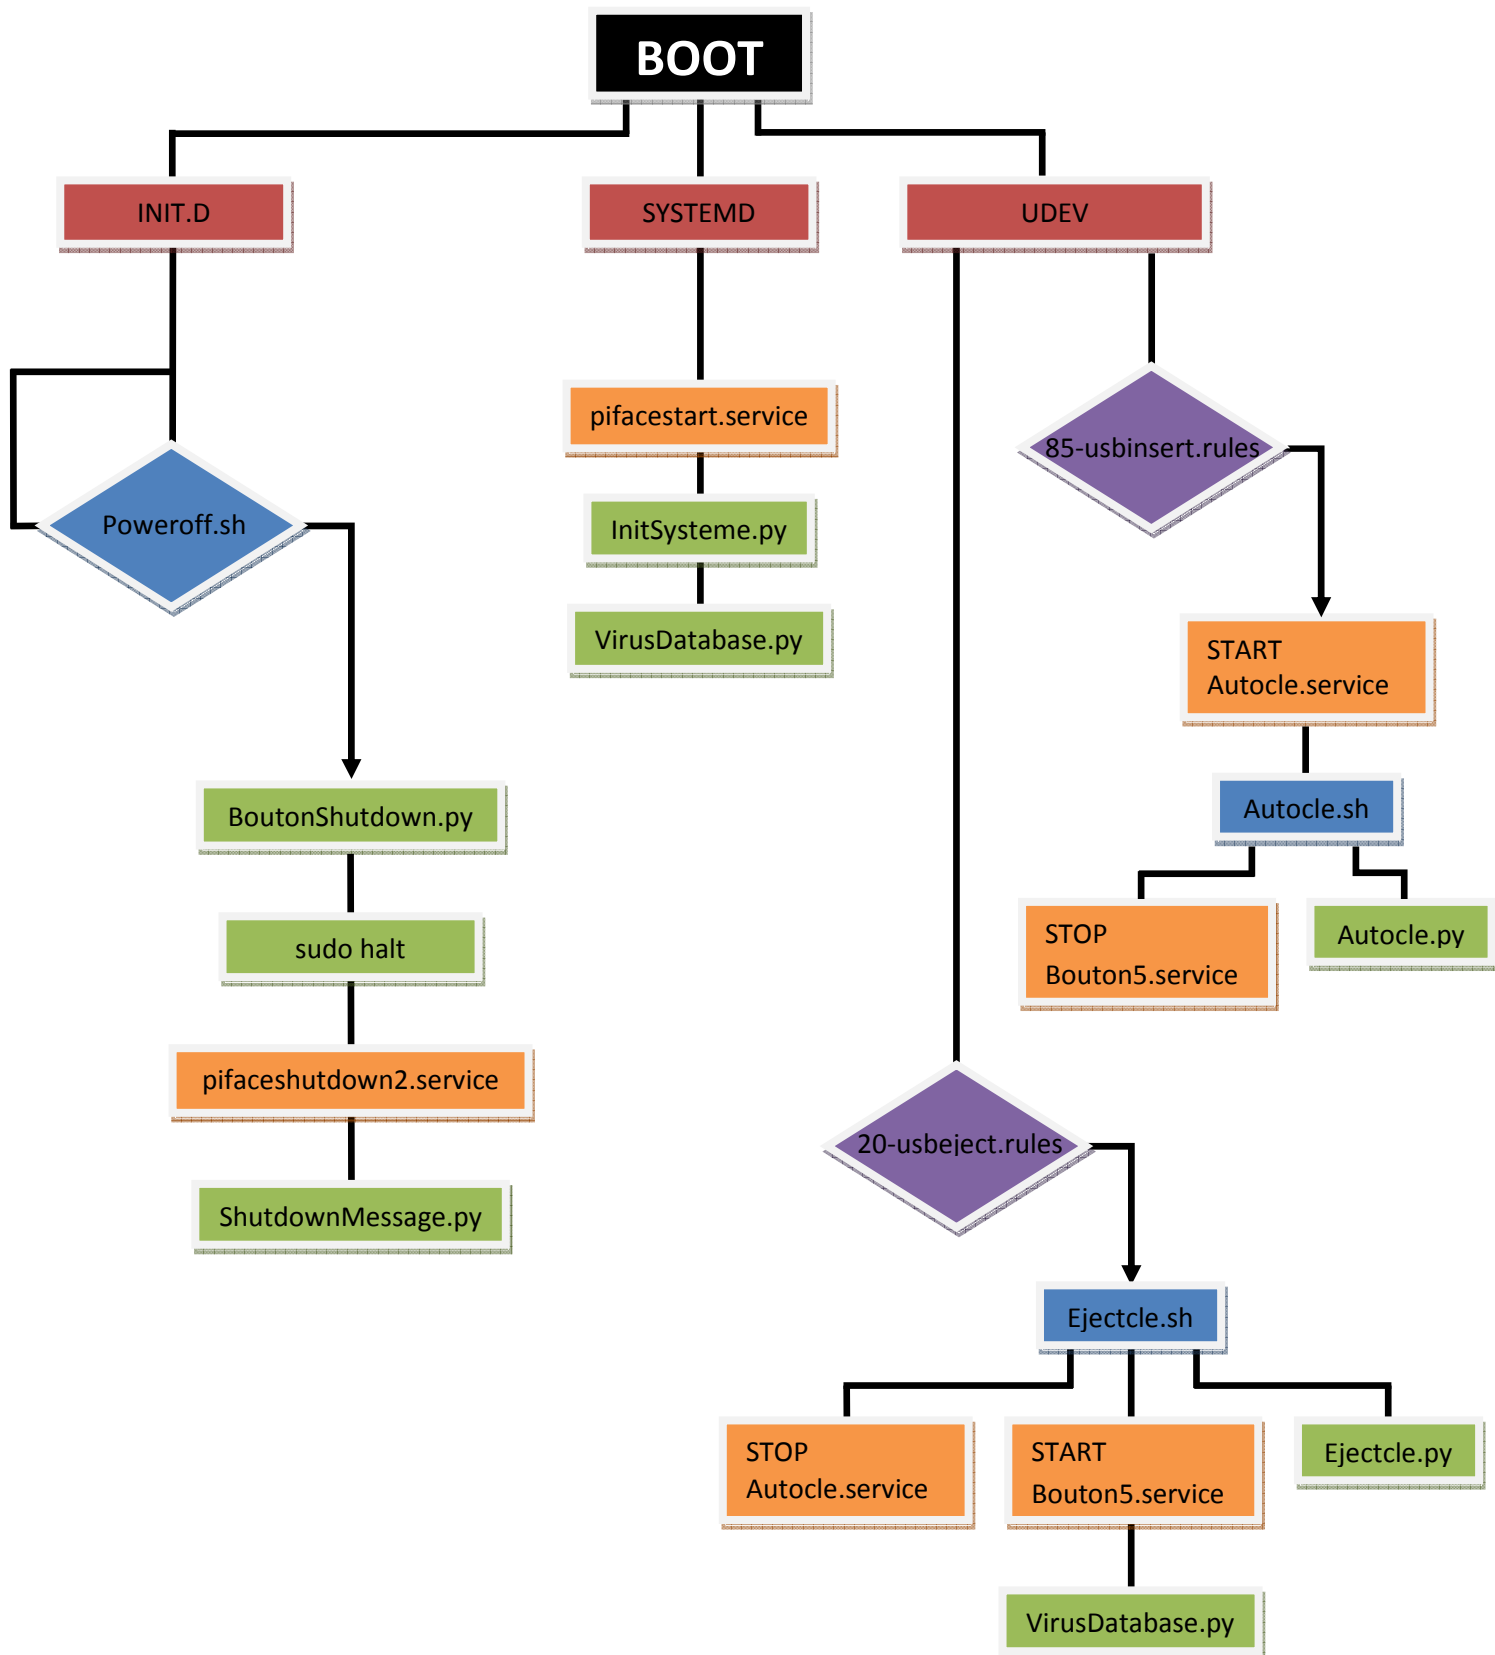 BOOT
INIT.D
SYSTEMD
UDEV
pifacestart.service
85-usbinsert.rules
Poweroff.sh
InitSysteme.py
VirusDatabase.py
START
Autocle.service
BoutonShutdown.py
Autocle.sh
sudo halt
STOP
Bouton5.service
Autocle.py
pifaceshutdown2.service
20-usbeject.rules
ShutdownMessage.py
Ejectcle.sh
STOP
Autocle.service
START
Bouton5.service
Ejectcle.py
VirusDatabase.py